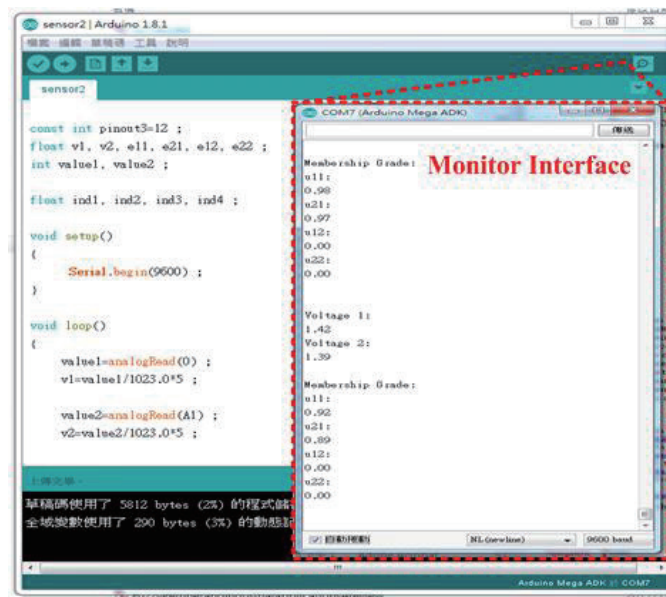 sensor2 | Arduino 1.8.1
檔案 編輯 草稿碼 工具 說明
sensor2
const int pinout3=12 ;
float v1, v2, e11, e21, e12, e22 ;
int value1, value2 ;
float ind1, ind2, ind3, ind4 ;
void setup()
{
Serial.begin(9600) ;
}
void loop()
{
value1=analogRead(0) ;
v1=value1/1023.0*5 ;
value2=analogRead(A1) ;
v2=value2/1023.0*5 ;
上傳完畢。
草稿碼使用了 5812 bytes (2%) 的程式儲
全域變數使用了 290 bytes (3%) 的動態記
COM7 (Arduino Mega ADK)
傳送
Monitor Interface
Membership Grade:
u11:
0.98
u21:
0.97
u12:
0.00
u22:
0.00
Voltage 1:
1.42
Voltage 2:
1.39
Membership Grade:
u11:
0.92
u21:
0.89
u12:
0.00
u22:
0.00
自動捲動
NL(newline)
9600 baud
Arduino Mega ADK 於 COM7